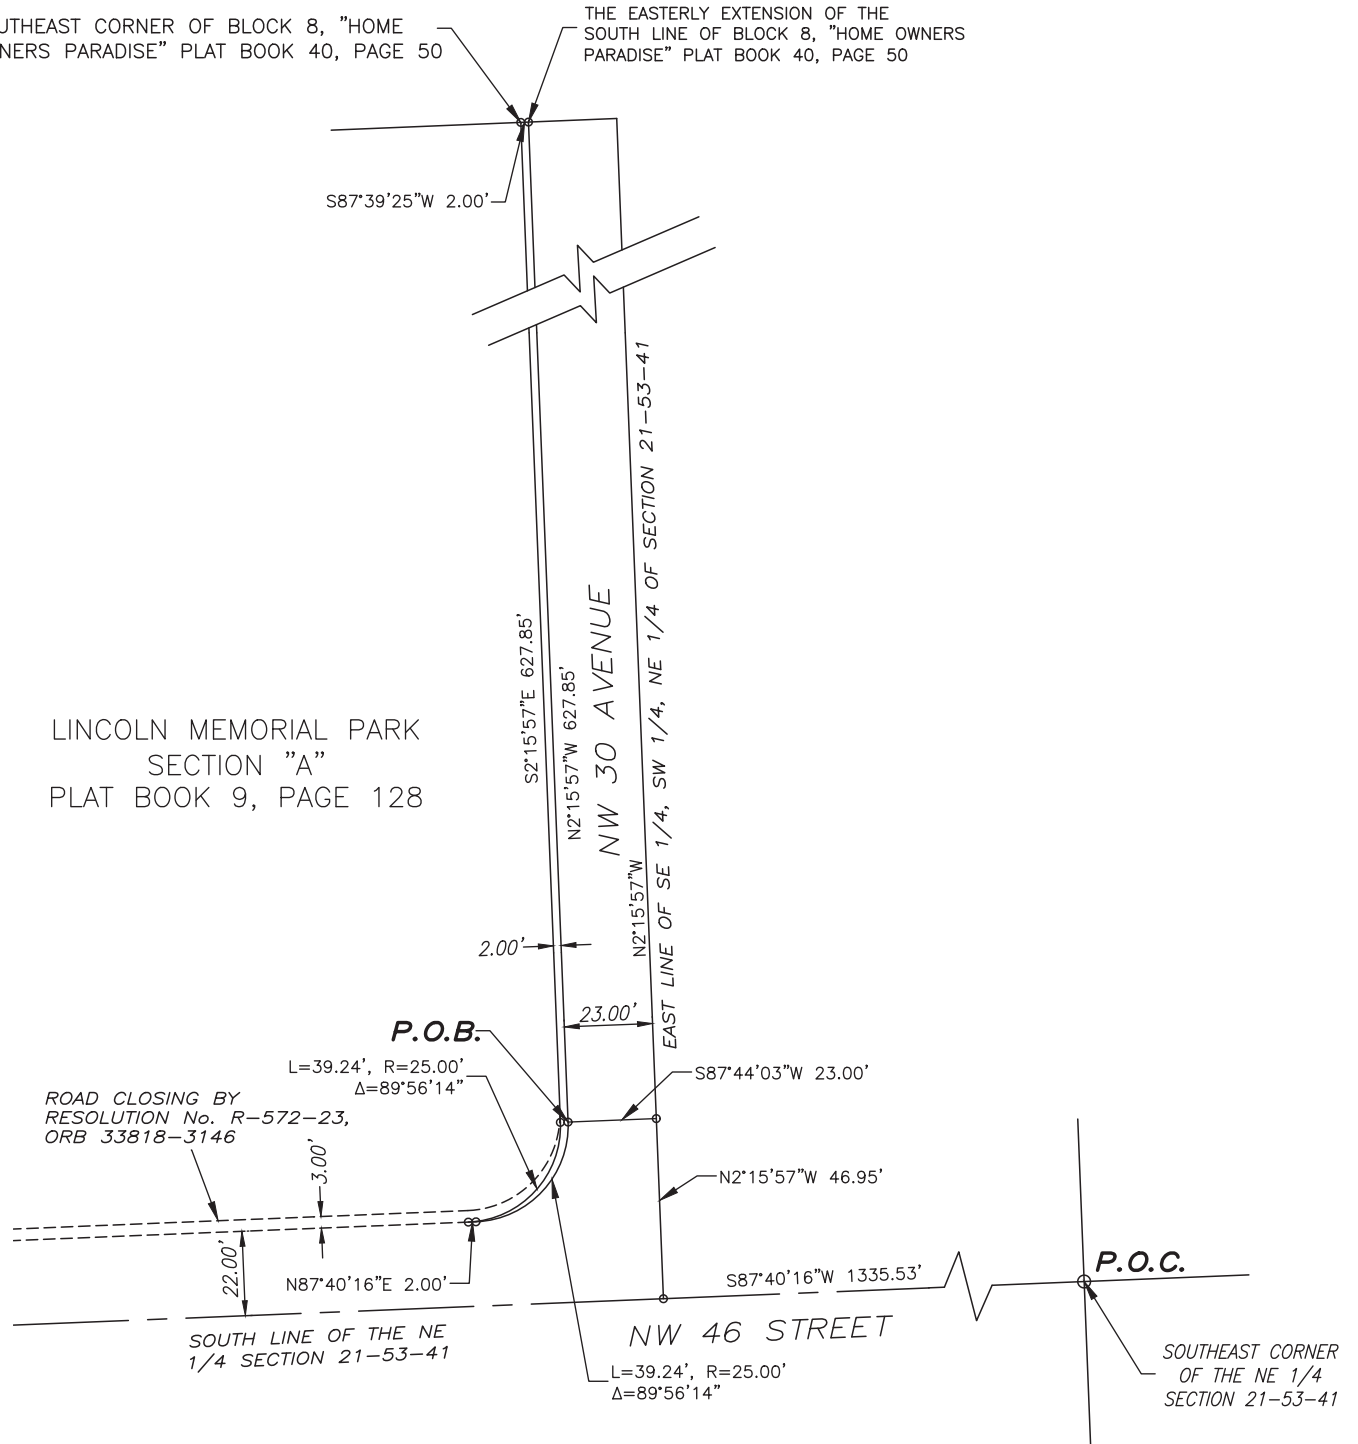 UTHEAST CORNER OF BLOCK 8, "HOME
NERS PARADISE" PLAT BOOK 40, PAGE 50
THE EASTERLY EXTENSION OF THE
SOUTH LINE OF BLOCK 8, "HOME OWNERS
PARADISE" PLAT BOOK 40, PAGE 50
S87°39'25"W 2.00'
EAST LINE OF SE 1/4, SW 1/4, NE 1/4 OF SECTION 21-53-41
S2°15'57"E 627.85'
N2°15'57"W 627.85'
NW 30 AVENUE
N2°15'57"W
LINCOLN MEMORIAL PARK
SECTION "A"
PLAT BOOK 9, PAGE 128
2.00'
23.00'
P.O.B.
L=39.24', R=25.00'
Δ=89°56'14"
S87°44'03"W 23.00'
ROAD CLOSING BY
RESOLUTION No. R-572-23,
ORB 33818-3146
3.00'
N2°15'57"W 46.95'
22.00'
N87°40'16"E 2.00'
S87°40'16"W 1335.53'
P.O.C.
SOUTH LINE OF THE NE
1/4 SECTION 21-53-41
NW 46 STREET
L=39.24', R=25.00'
Δ=89°56'14"
SOUTHEAST CORNER
OF THE NE 1/4
SECTION 21-53-41